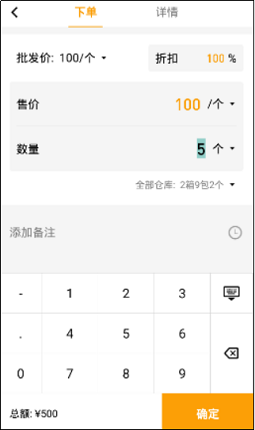 下单 详情
批发价: 100/个 折扣 100 %
售价 100 /个
数量 5 个
全部仓库: 2箱9包2个
添加备注
- 1 2 3
. 4 5 6
0 7 8 9
总额: ¥500 确定